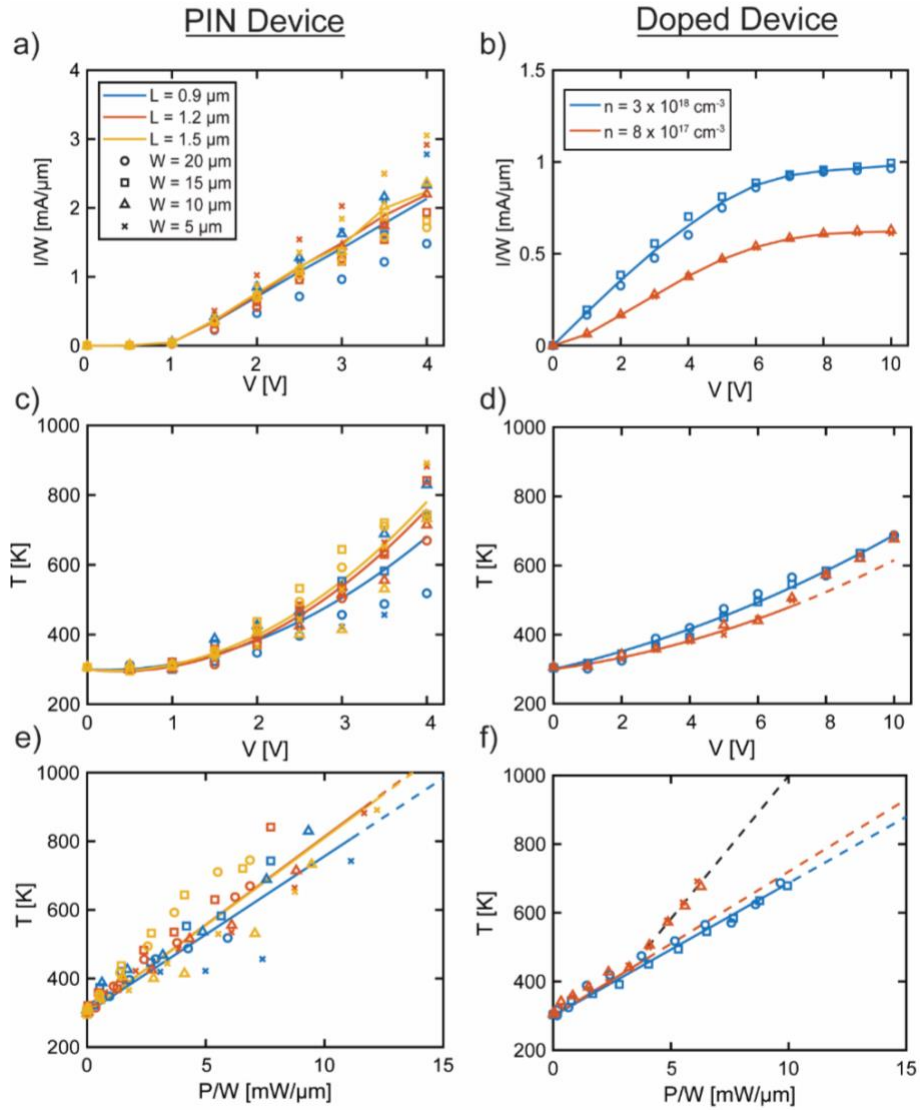 PIN Device
Doped Device
a)
4
3
2
1
0
I/W [mA/µm]
L = 0.9 µm
L = 1.2 µm
L = 1.5 µm
W = 20 µm
W = 15 µm
W = 10 µm
W = 5 µm
0 1 2 3 4
V [V]
b)
1.5
1
0.5
0
I/W [mA/µm]
n = 3 x 10¹⁸ cm⁻³
n = 8 x 10¹⁷ cm⁻³
0 2 4 6 8 10
V [V]
c)
1000
800
600
400
200
T [K]
0 1 2 3 4
V [V]
d)
1000
800
600
400
200
T [K]
0 2 4 6 8 10
V [V]
e)
1000
800
600
400
200
T [K]
0 5 10 15
P/W [mW/µm]
f)
1000
800
600
400
200
T [K]
0 5 10 15
P/W [mW/µm]